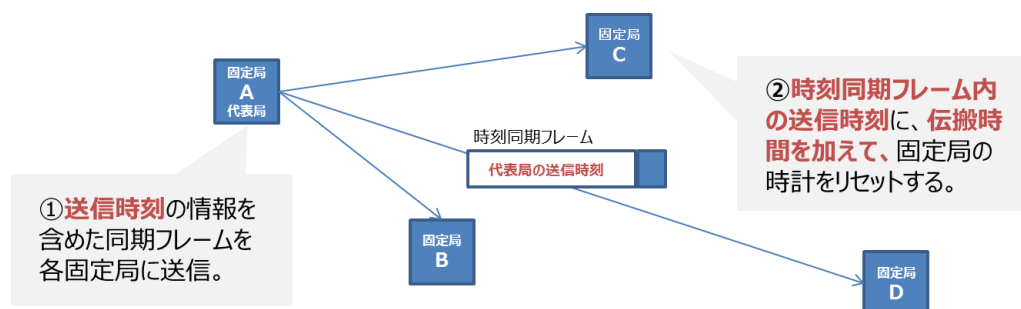 固定局
A
代表局
固定局
C
時刻同期フレーム
代表局の送信時刻
②時刻同期フレーム内
の送信時刻に、伝搬時
間を加えて、固定局の
時計をリセットする。
①送信時刻の情報を
含めた同期フレームを
各固定局に送信。
固定局
B
固定局
D